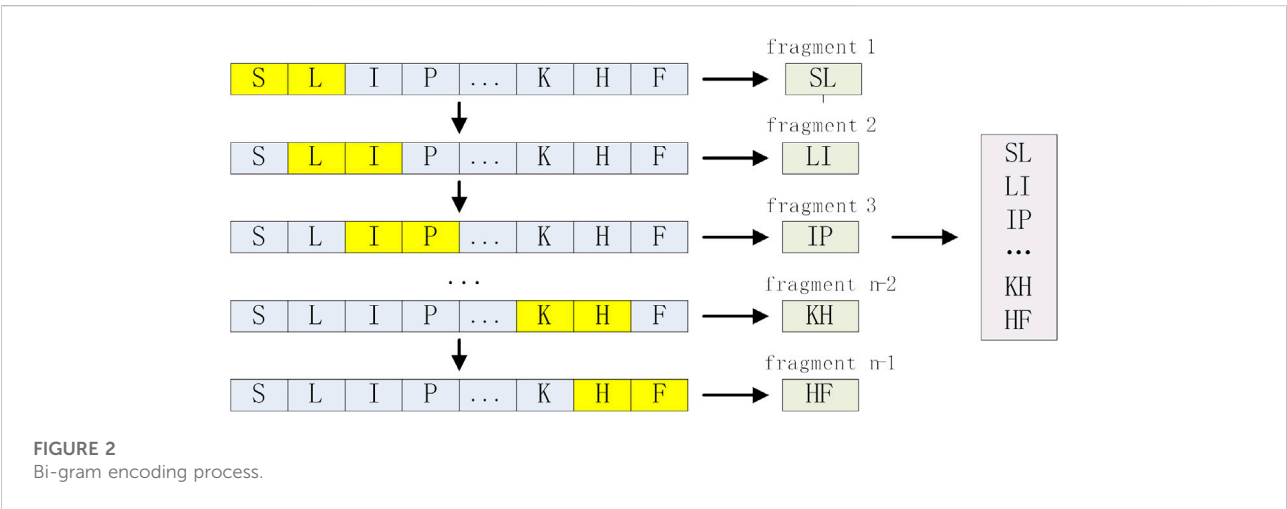 fragment 1
S L I P ... K H F SL
fragment 2
S L I P ... K H F LI
fragment 3
S L I P ... K H F IP
...
fragment n-2
S L I P ... K H F KH
fragment n-1
S L I P ... K H F HF
SL
LI
IP
...
KH
HF
FIGURE 2
Bi-gram encoding process.